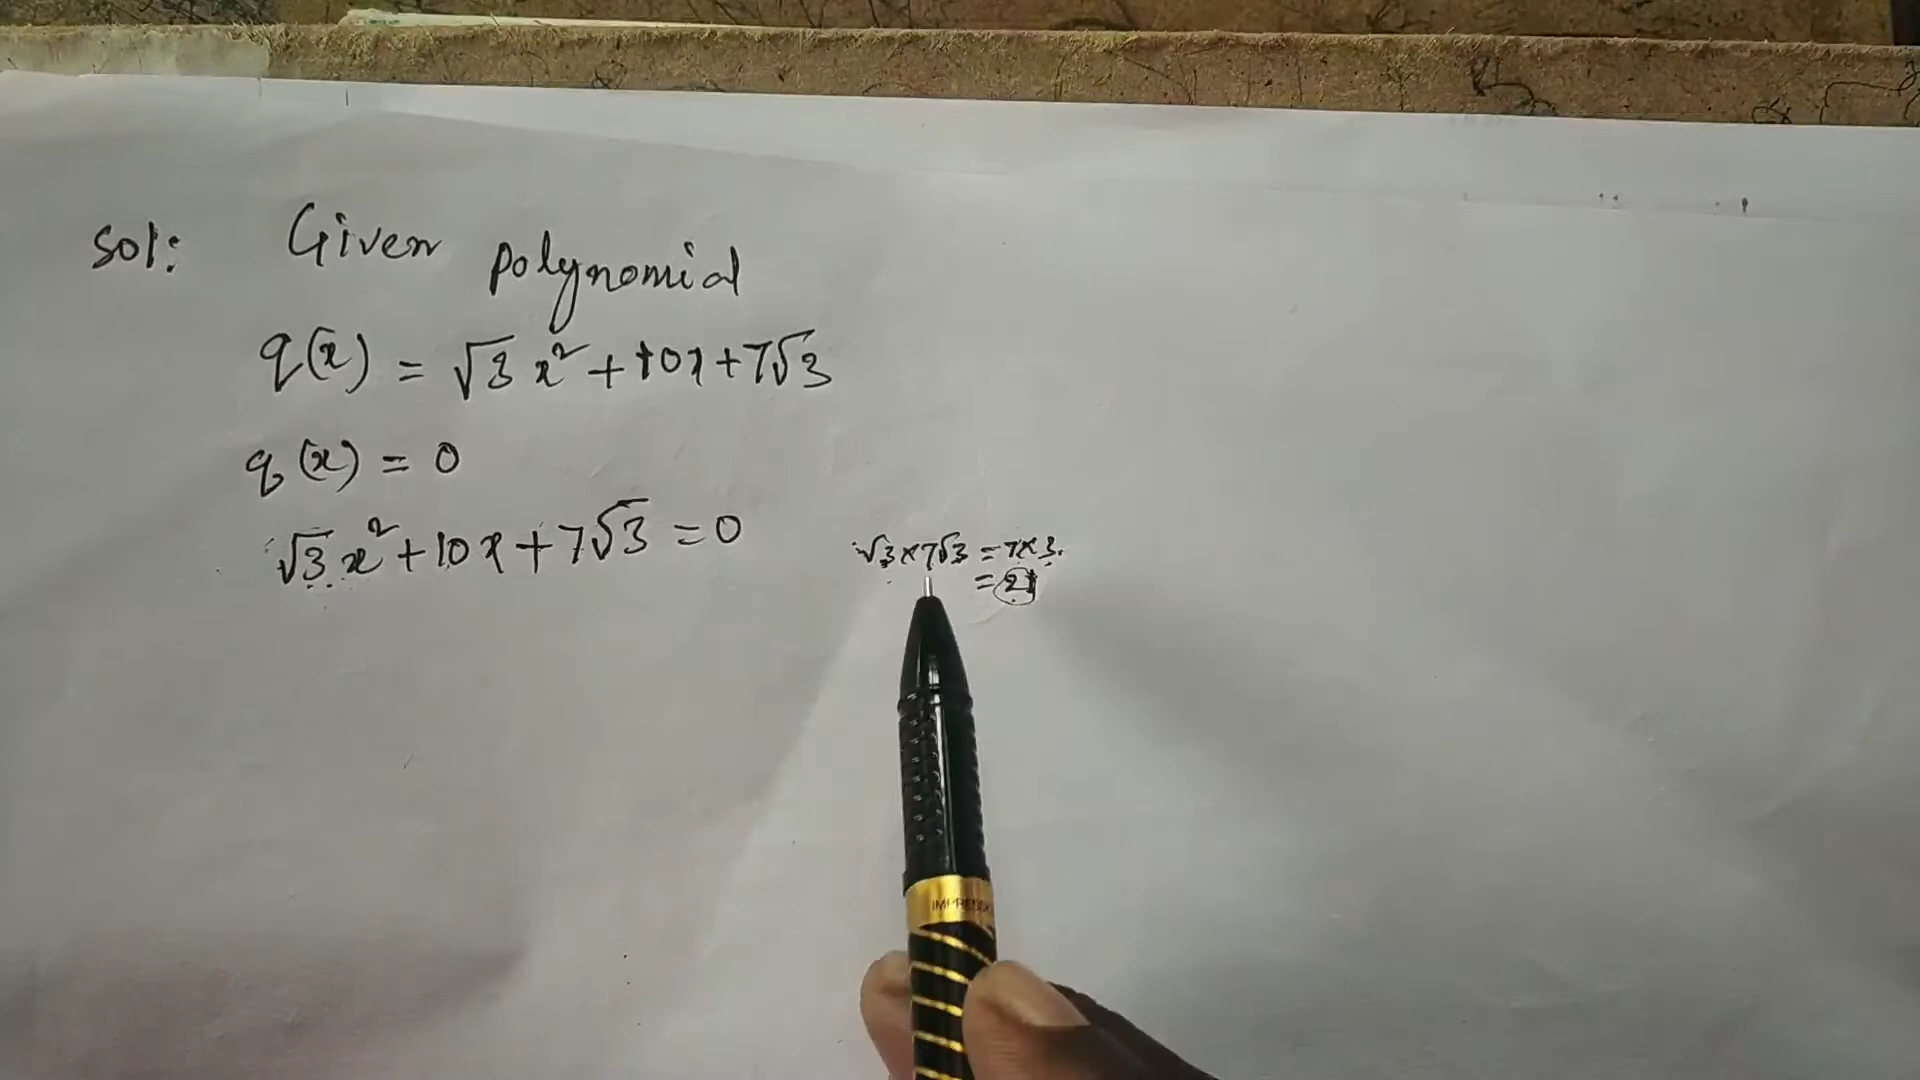 Sol: Given polynomial
q(x) = √3 x² + 10x + 7√3
q(x) = 0
√3 x² + 10x + 7√3 = 0
√3 × 7√3 = 7×3
= 21